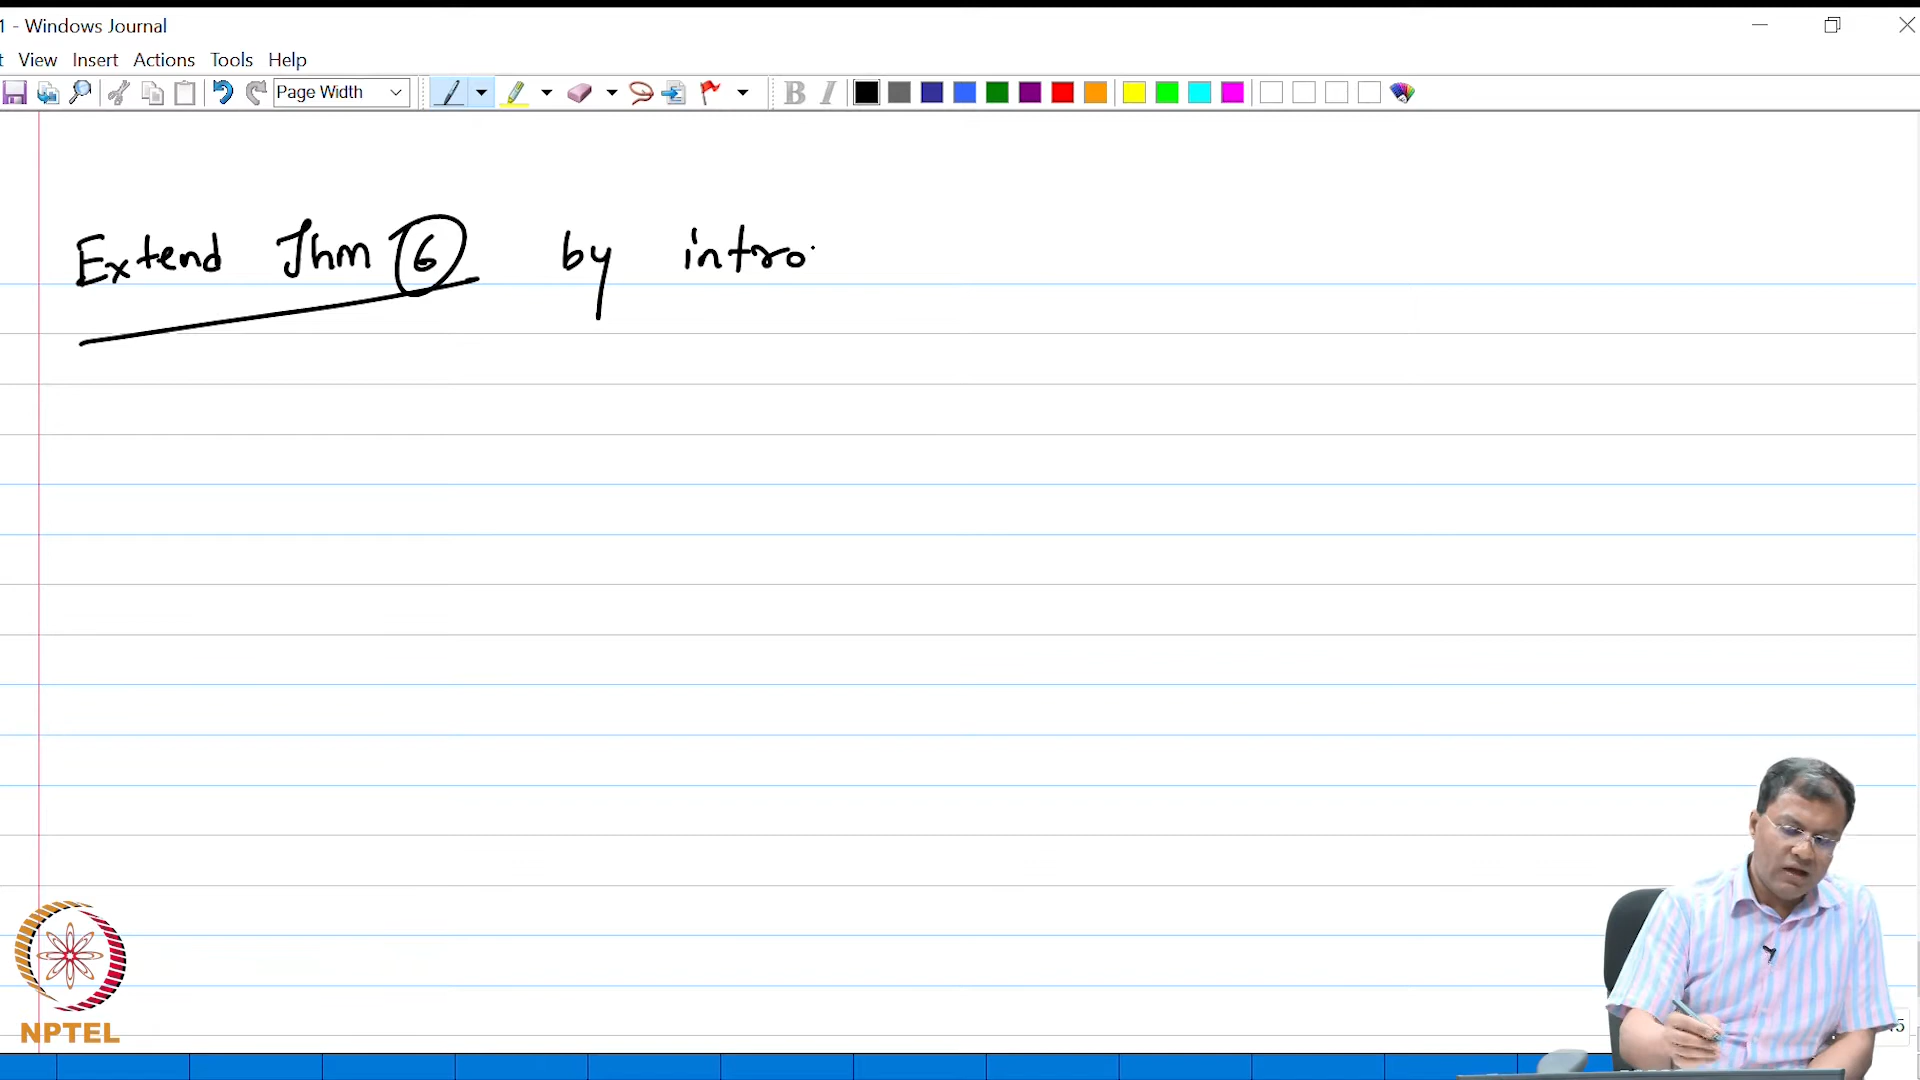 1 - Windows Journal
t View Insert Actions Tools Help
Page Width B I
Extend Thm 6 by intro
NPTEL